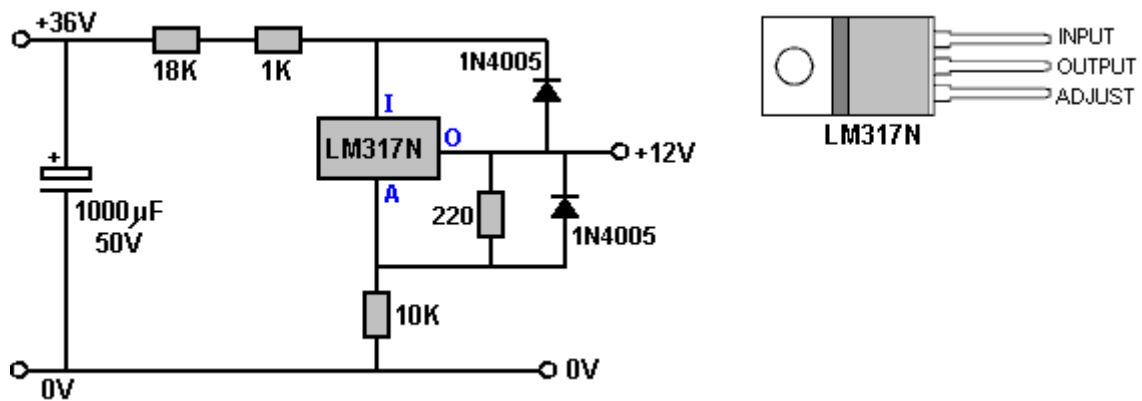 +36V
18K
1K
1N4005
I
LM317N
O
+12V
A
220
1N4005
+
1000µF
50V
10K
0V
0V
INPUT
OUTPUT
ADJUST
LM317N